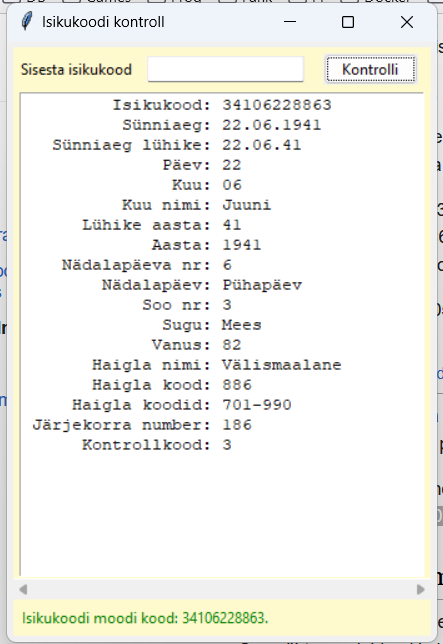 Isikukoodi kontroll
Sisesta isikukood
Kontrolli
Isikukood: 34106228863
Sünniaeg: 22.06.1941
Sünniaeg lühike: 22.06.41
Päev: 22
Kuu: 06
Kuu nimi: Juuni
Lühike aasta: 41
Aasta: 1941
Nädalapäeva nr: 6
Nädalapäev: Pühapäev
Soo nr: 3
Sugu: Mees
Vanus: 82
Haigla nimi: Välismaalane
Haigla kood: 886
Haigla koodid: 701-990
Järjekorra number: 186
Kontrollkood: 3
Isikukoodi moodi kood: 34106228863.